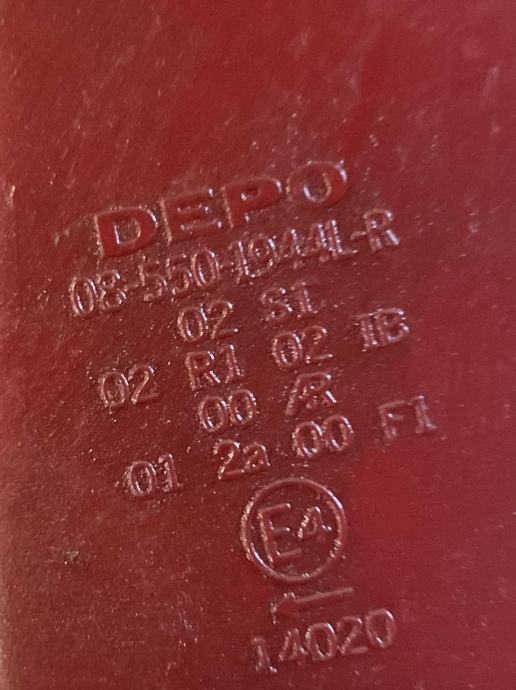 DEPO
08-550-1944L-R
02 S1
02 R1 02 IB
00 AR
01 2a 00 F1
E4
←
14020